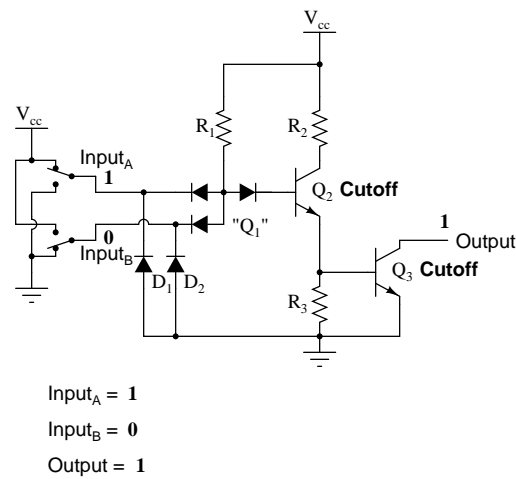 Vcc
R1
R2
Vcc
InputA
1
Q2 Cutoff
0
"Q1"
1
InputB
Output
D1
D2
Q3 Cutoff
R3
InputA = 1
InputB = 0
Output = 1